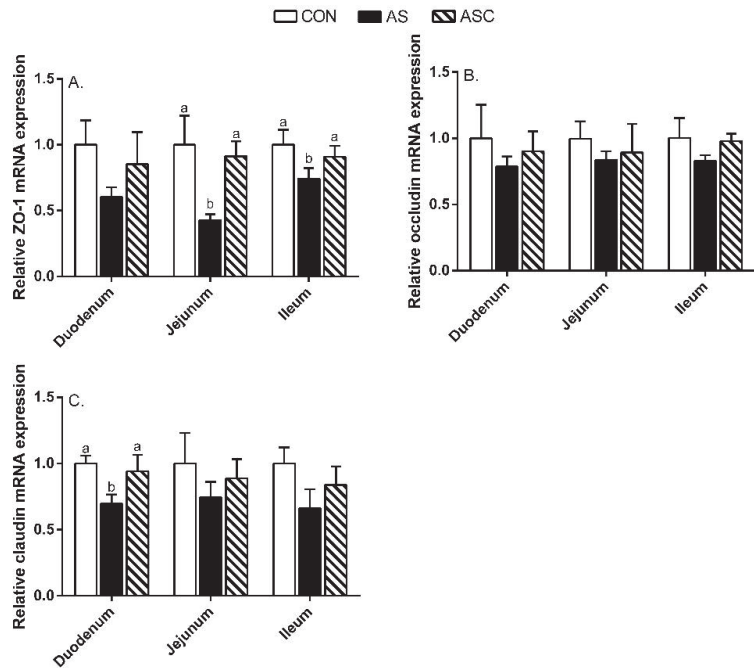 CON AS ASC
A.
Relative ZO-1 mRNA expression
1.5
1.0
0.5
0.0
a a a a
b
b
Duodenum Jejunum Ileum
B.
Relative occludin mRNA expression
1.5
1.0
0.5
0.0
Duodenum Jejunum Ileum
C.
Relative claudin mRNA expression
1.5
1.0
0.5
0.0
a a
b
Duodenum Jejunum Ileum